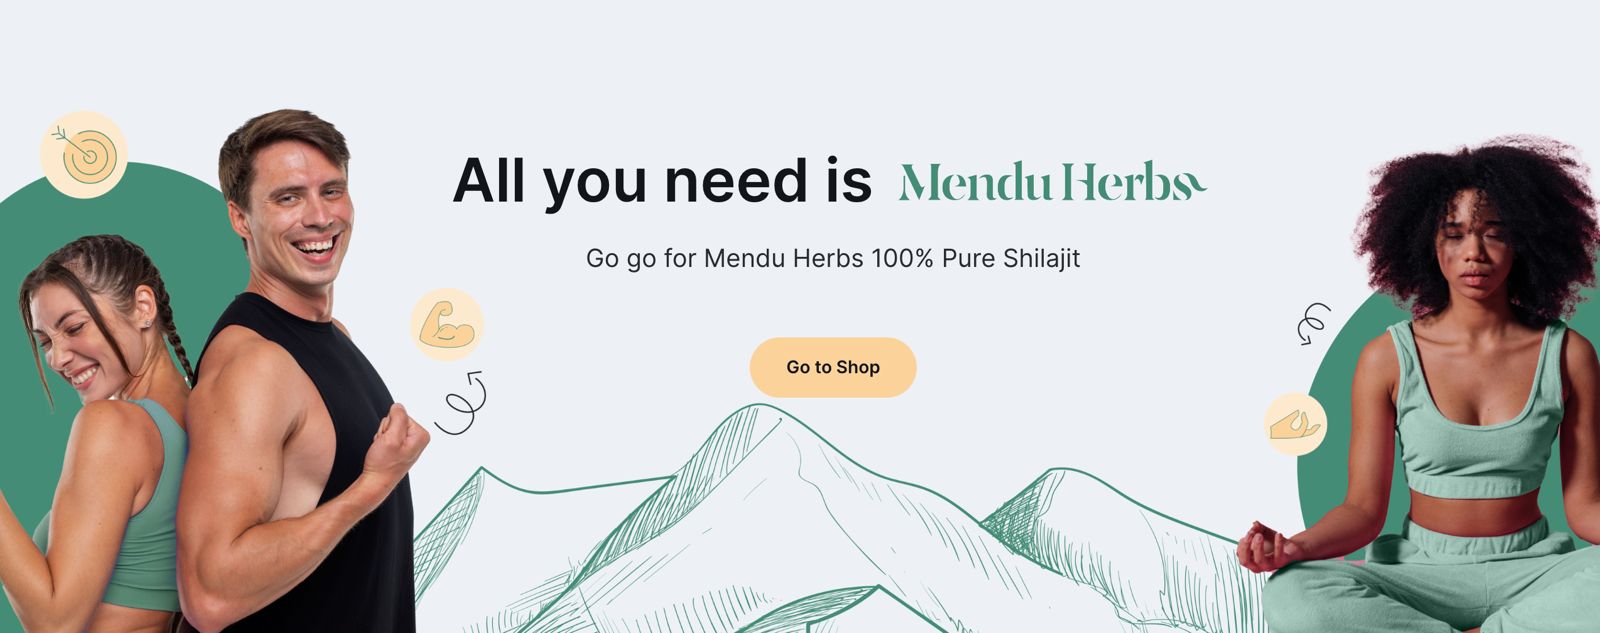 All you need is Mendu Herbs
Go go for Mendu Herbs 100% Pure Shilajit
Go to Shop